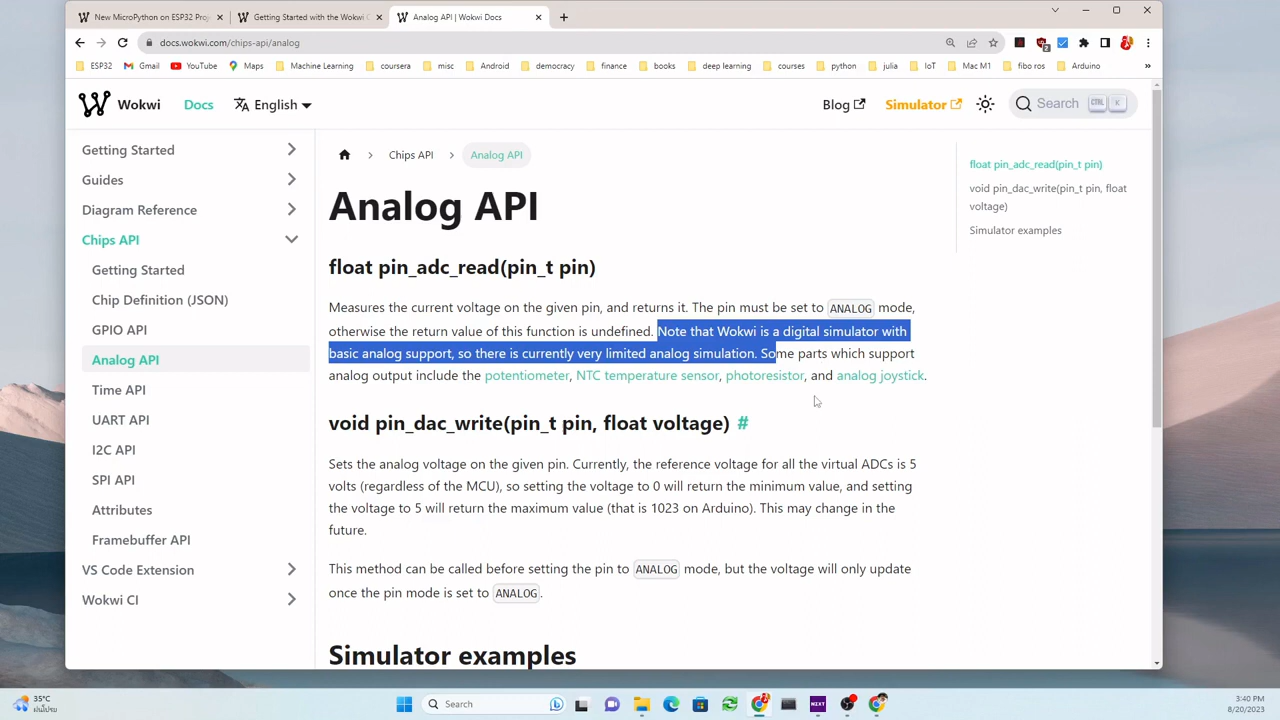 New MicroPython on ESP32 Proj
Getting Started with the Wokwi C
Analog API | Wokwi Docs
docs.wokwi.com/chips-api/analog
ESP32
Gmail
YouTube
Maps
Machine Learning
coursera
misc
Android
democracy
finance
books
deep learning
courses
python
julia
IoT
Mac M1
fibo ros
Arduino
»
Wokwi
Docs
English
Blog
Simulator
Search
CTRL
K
Getting Started
Guides
Diagram Reference
Chips API
Getting Started
Chip Definition (JSON)
GPIO API
Analog API
Time API
UART API
I2C API
SPI API
Attributes
Framebuffer API
VS Code Extension
Wokwi CI
Chips API
Analog API
Analog API
float pin_adc_read(pin_t pin)
Measures the current voltage on the given pin, and returns it. The pin must be set to ANALOG mode,
otherwise the return value of this function is undefined. Note that Wokwi is a digital simulator with
basic analog support, so there is currently very limited analog simulation. Some parts which support
analog output include the potentiometer, NTC temperature sensor, photoresistor, and analog joystick.
void pin_dac_write(pin_t pin, float voltage) #
Sets the analog voltage on the given pin. Currently, the reference voltage for all the virtual ADCs is 5
volts (regardless of the MCU), so setting the voltage to 0 will return the minimum value, and setting
the voltage to 5 will return the maximum value (that is 1023 on Arduino). This may change in the
future.
This method can be called before setting the pin to ANALOG mode, but the voltage will only update
once the pin mode is set to ANALOG.
Simulator examples
float pin_adc_read(pin_t pin)
void pin_dac_write(pin_t pin, float
voltage)
Simulator examples
35°C
Search
NEXT
3:40 PM
8/20/2023